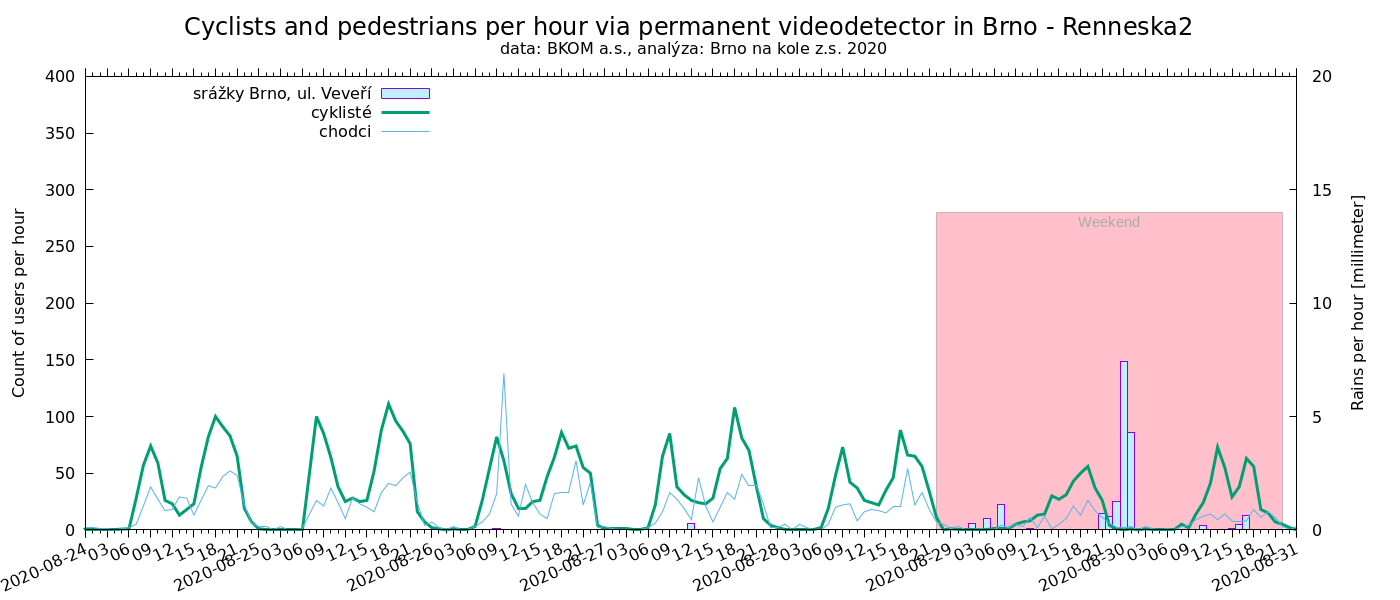 Cyclists and pedestrians per hour via permanent videodetector in Brno - Renneska2
data: BKOM a.s., analýza: Brno na kole z.s. 2020
srážky Brno, ul. Veveří
cyklisté
chodci
Weekend
Count of users per hour
400
350
300
250
200
150
100
50
0
Rains per hour [millimeter]
20
15
10
5
0
2020-08-24 03 06 09 12 15 18 21 2020-08-25 03 06 09 12 15 18 21 2020-08-26 03 06 09 12 15 18 21 2020-08-27 03 06 09 12 15 18 21 2020-08-28 03 06 09 12 15 18 21 2020-08-29 03 06 09 12 15 18 21 2020-08-30 03 06 09 12 15 18 21 2020-08-31